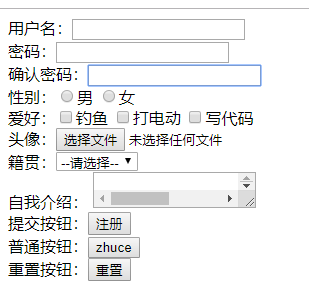 用户名：
密码：
确认密码：
性别：男 女
爱好：钓鱼 打电动 写代码
头像：选择文件 未选择任何文件
籍贯：--请选择--
自我介绍：
提交按钮：注册
普通按钮：zhuce
重置按钮：重置